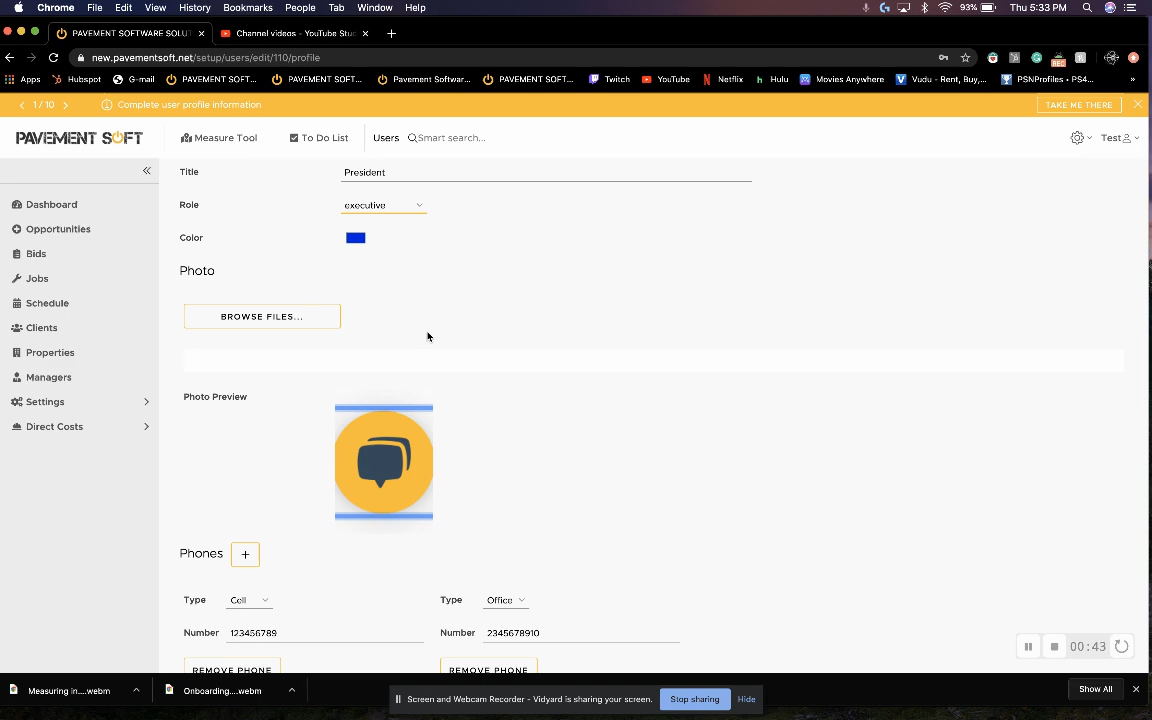 Chrome File Edit View History Bookmarks People Tab Window Help 93% Thu 5:33 PM
PAVEMENT SOFTWARE SOLUT × Channel videos - YouTube Stud × +
new.pavementsoft.net/setup/users/edit/110/profile
Apps Hubspot G-mail PAVEMENT SOFT... PAVEMENT SOFT... Pavement Softwar... PAVEMENT SOFT... Twitch YouTube Netflix Hulu Movies Anywhere Vudu - Rent, Buy,... PSNProfiles • PS4... »
1 / 10 Complete user profile information TAKE ME THERE
PAVEMENT SOFT Measure Tool To Do List Users Smart search... Test
Title President
Dashboard
Role executive
Opportunities
Color
Bids
Photo
Jobs
Schedule
BROWSE FILES...
Clients
Properties
Managers
Photo Preview
Settings
Direct Costs
Phones +
Type Cell Type Office
Number 123456789 Number 2345678910
00:43
REMOVE PHONE REMOVE PHONE
Measuring in....webm Onboarding....webm Screen and Webcam Recorder - Vidyard is sharing your screen. Stop sharing Hide Show All